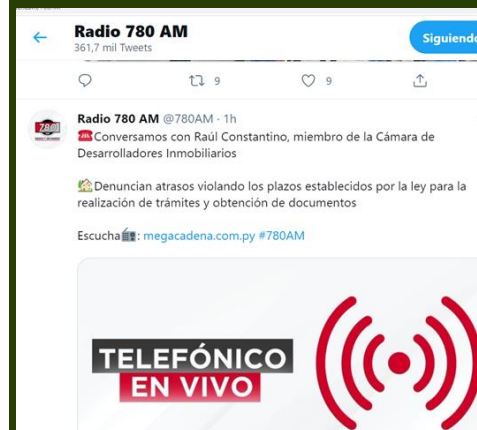 Radio 780 AM
361,7 mil Tweets
Siguiendo
9
9
780
Radio 780 AM @780AM · 1h
☎️Conversamos con Raúl Constantino, miembro de la Cámara de
Desarrolladores Inmobiliarios
🏡Denuncian atrasos violando los plazos establecidos por la ley para la
realización de trámites y obtención de documentos
Escucha📻: megacadena.com.py #780AM
TELEFÓNICO
EN VIVO